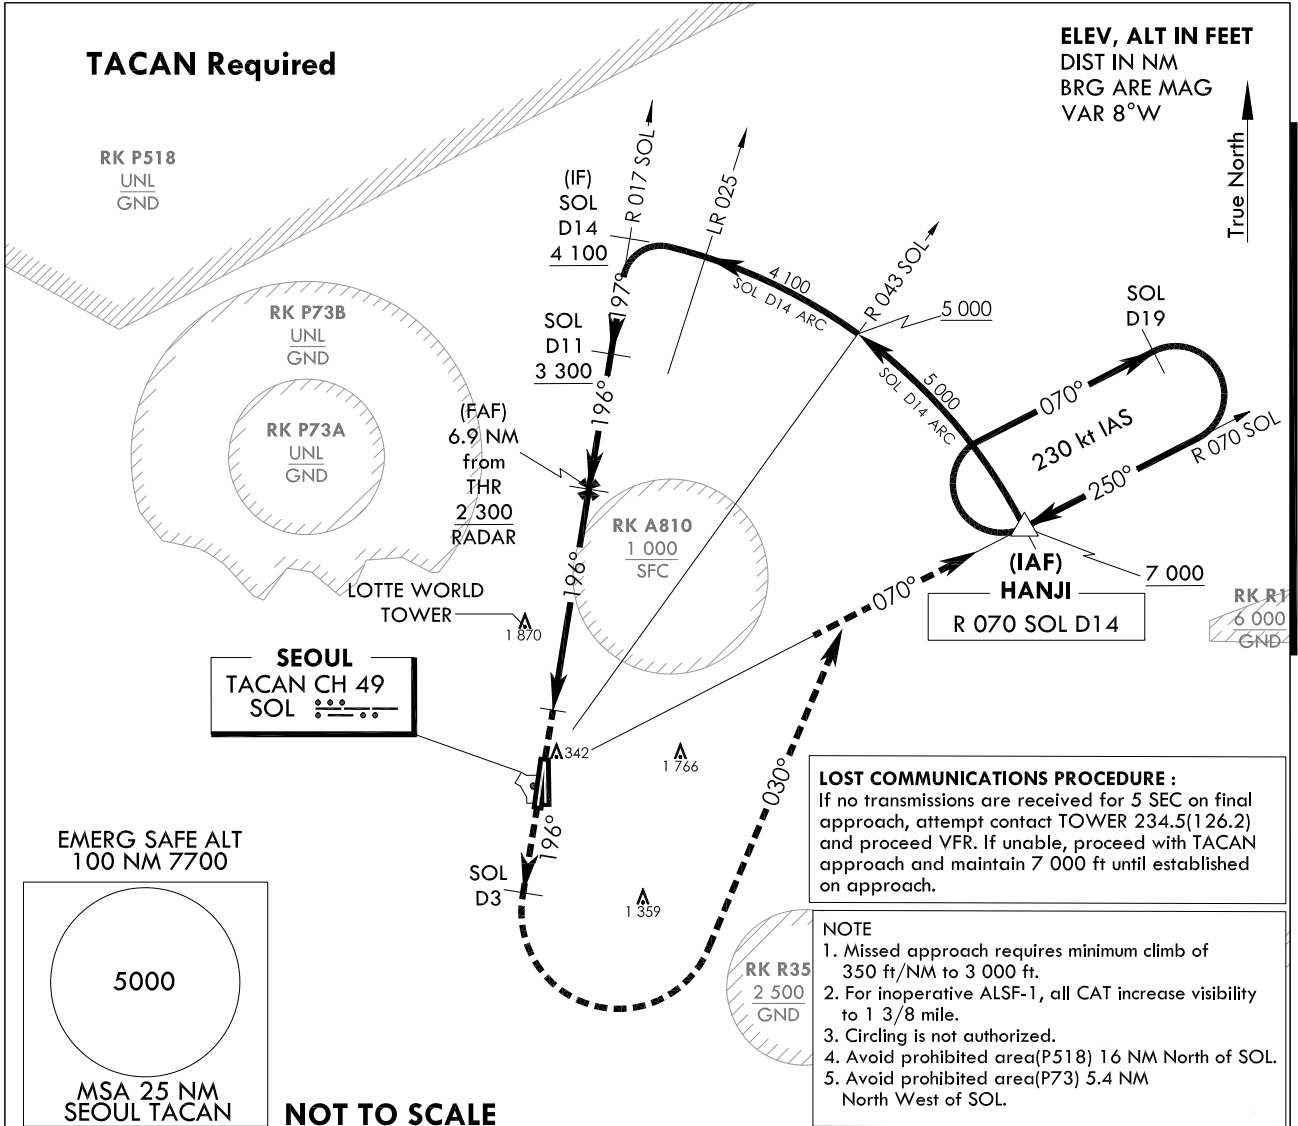 TACAN Required
ELEV, ALT IN FEET
DIST IN NM
BRG ARE MAG
VAR 8°W
True North
RK P518
UNL
GND
(IF)
SOL
D14
4 100
R 017 SOL
LR 025
R 043 SOL
4 100
SOL D14 ARC
5 000
SOL
D19
197°
RK P73B
UNL
GND
SOL
D11
3 300
5 000
SOL D14 ARC
070°
230 kt IAS
R 070 SOL
250°
196°
RK P73A
UNL
GND
(FAF)
6.9 NM
from
THR
2 300
RADAR
RK A810
1 000
SFC
196°
(IAF)
HANJI
R 070 SOL D14
7 000
070°
RK R1
6 000
GND
LOTTE WORLD
TOWER
1 870
SEOUL
TACAN CH 49
SOL
342
1 766
030°
196°
SOL
D3
1 359
LOST COMMUNICATIONS PROCEDURE :
If no transmissions are received for 5 SEC on final
approach, attempt contact TOWER 234.5(126.2)
and proceed VFR. If unable, proceed with TACAN
approach and maintain 7 000 ft until established
on approach.
EMERG SAFE ALT
100 NM 7700
5000
MSA 25 NM
SEOUL TACAN
RK R35
2 500
GND
NOTE
1. Missed approach requires minimum climb of
350 ft/NM to 3 000 ft.
2. For inoperative ALSF-1, all CAT increase visibility
to 1 3/8 mile.
3. Circling is not authorized.
4. Avoid prohibited area(P518) 16 NM North of SOL.
5. Avoid prohibited area(P73) 5.4 NM
North West of SOL.
NOT TO SCALE